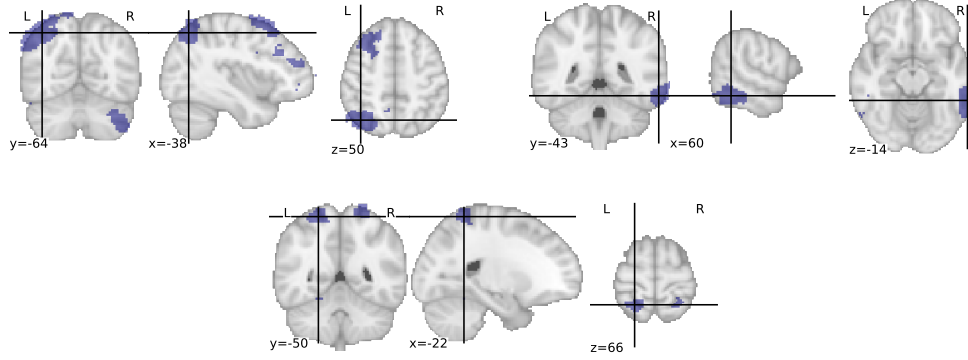 L R L R
y=-64 x=-38 z=50
L R L R
y=-43 x=60 z=-14
L R L R
y=-50 x=-22 z=66